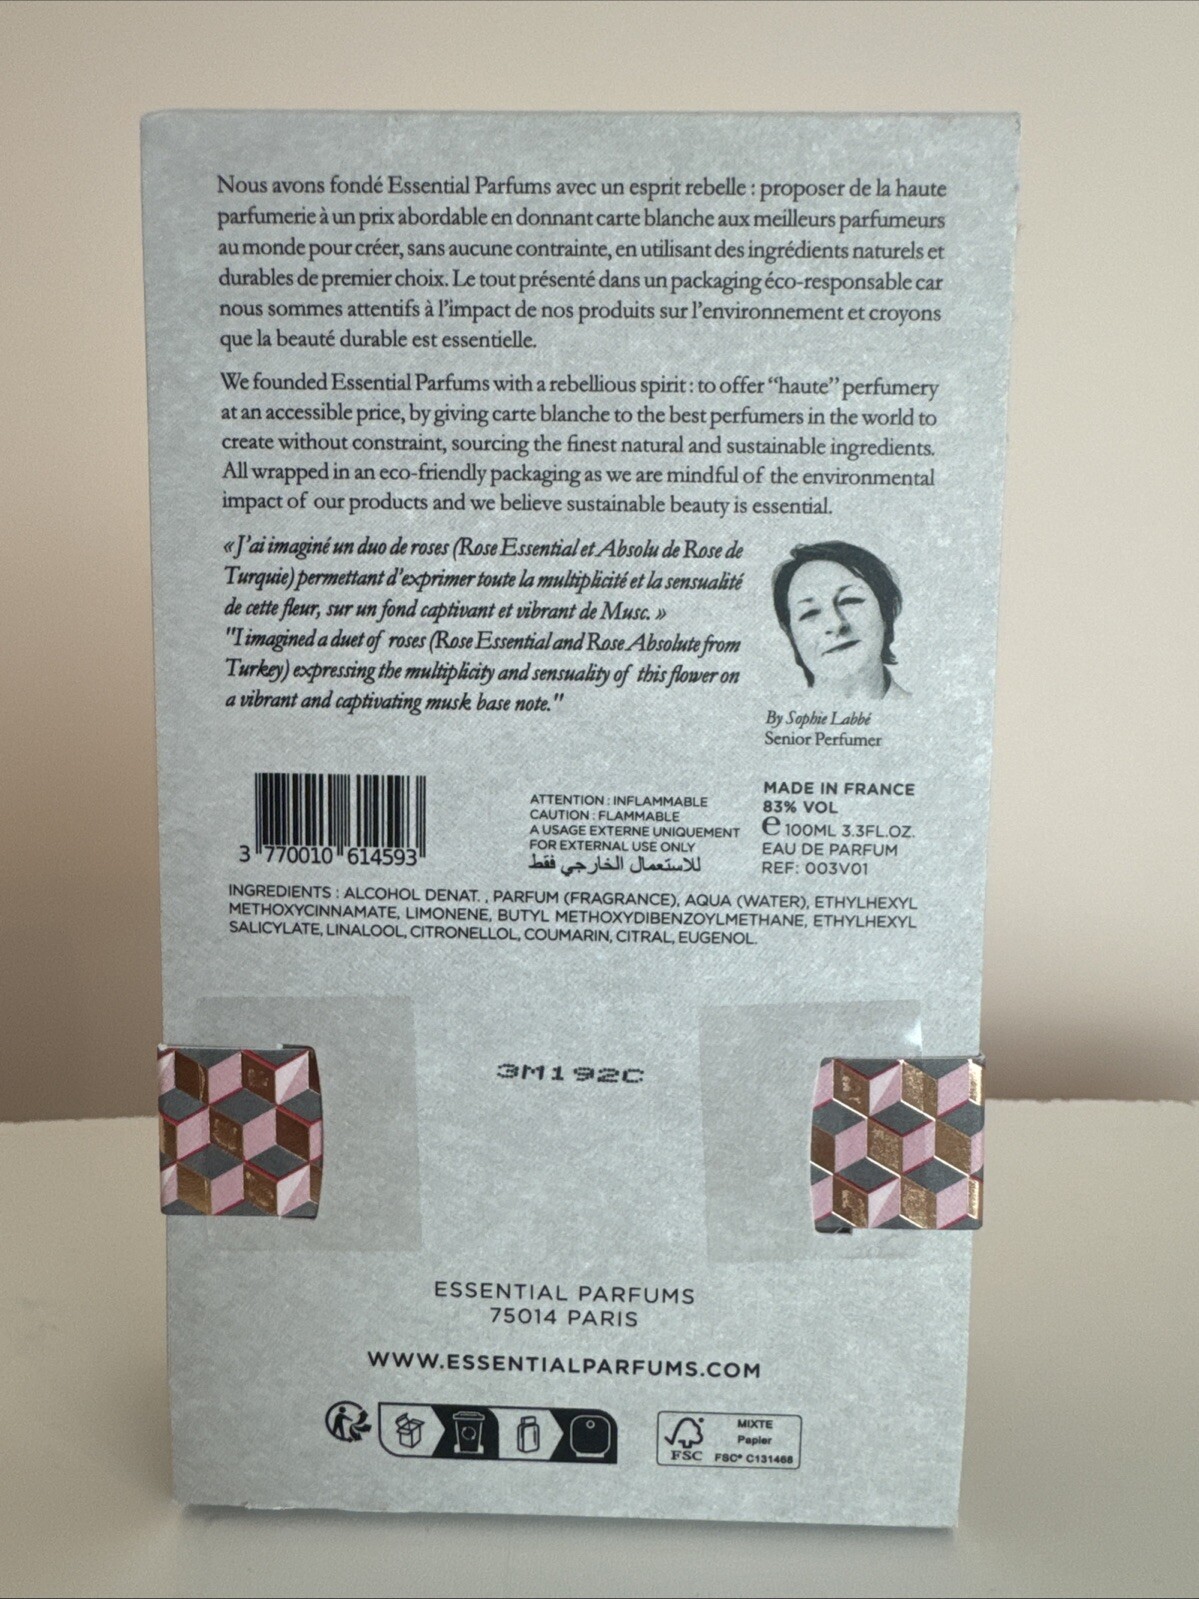 Nous avons fondé Essential Parfums avec un esprit rebelle : proposer de la haute
parfumerie à un prix abordable en donnant carte blanche aux meilleurs parfumeurs
au monde pour créer, sans aucune contrainte, en utilisant des ingrédients naturels et
durables de premier choix. Le tout présenté dans un packaging éco-responsable car
nous sommes attentifs à l'impact de nos produits sur l'environnement et croyons
que la beauté durable est essentielle.
We founded Essential Parfums with a rebellious spirit : to offer "haute" perfumery
at an accessible price, by giving carte blanche to the best perfumers in the world to
create without constraint, sourcing the finest natural and sustainable ingredients.
All wrapped in an eco-friendly packaging as we are mindful of the environmental
impact of our products and we believe sustainable beauty is essential.
« J'ai imaginé un duo de roses (Rose Essential et Absolu de Rose de
Turquie) permettant d'exprimer toute la multiplicité et la sensualité
de cette fleur, sur un fond captivant et vibrant de Musc. »
"I imagined a duet of roses (Rose Essential and Rose Absolute from
Turkey) expressing the multiplicity and sensuality of this flower on
a vibrant and captivating musk base note."
By Sophie Labbé
Senior Perfumer
3 770010 614593
ATTENTION : INFLAMMABLE
CAUTION : FLAMMABLE
A USAGE EXTERNE UNIQUEMENT
FOR EXTERNAL USE ONLY
للاستعمال الخارجي فقط
MADE IN FRANCE
83% VOL
℮ 100ML 3.3FL.OZ.
EAU DE PARFUM
REF: 003V01
INGREDIENTS : ALCOHOL DENAT. , PARFUM (FRAGRANCE), AQUA (WATER), ETHYLHEXYL
METHOXYCINNAMATE, LIMONENE, BUTYL METHOXYDIBENZOYLMETHANE, ETHYLHEXYL
SALICYLATE, LINALOOL, CITRONELLOL, COUMARIN, CITRAL, EUGENOL.
3M192C
ESSENTIAL PARFUMS
75014 PARIS
WWW.ESSENTIALPARFUMS.COM
FSC
MIXTE
Papier
FSC® C131468